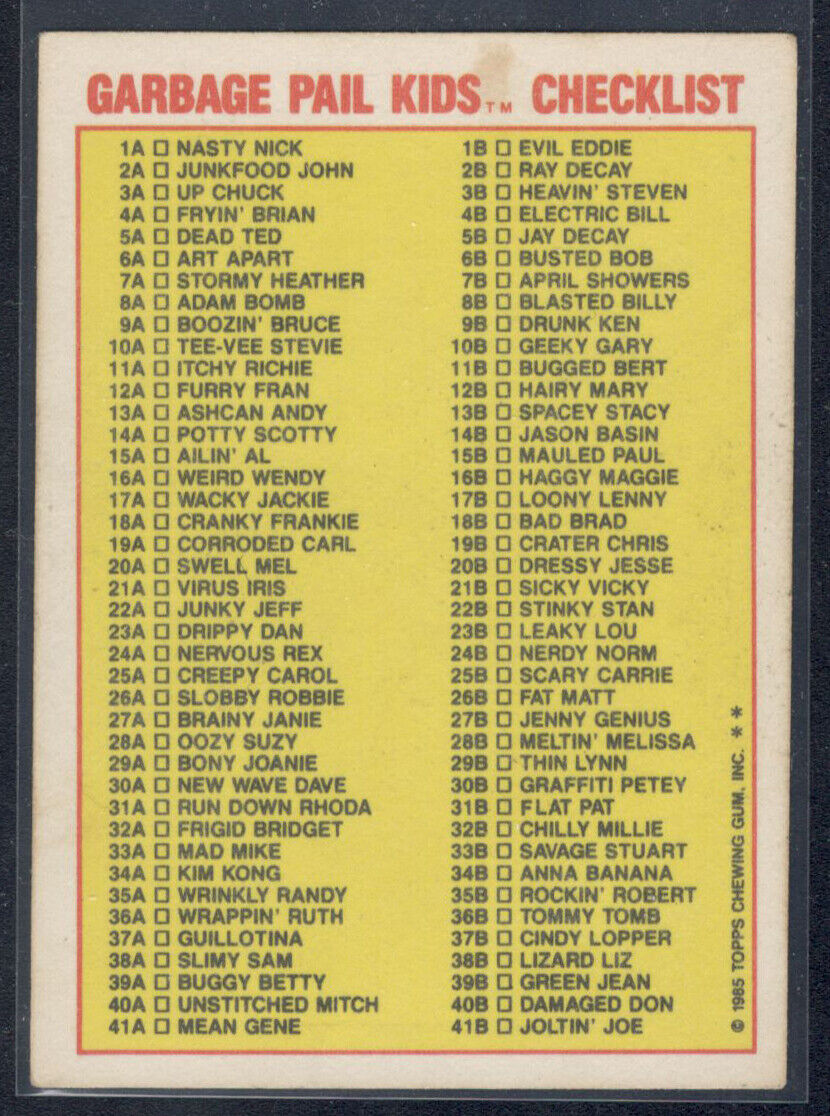 GARBAGE PAIL KIDS™ CHECKLIST
1A □ NASTY NICK
2A □ JUNKFOOD JOHN
3A □ UP CHUCK
4A □ FRYIN' BRIAN
5A □ DEAD TED
6A □ ART APART
7A □ STORMY HEATHER
8A □ ADAM BOMB
9A □ BOOZIN' BRUCE
10A □ TEE-VEE STEVIE
11A □ ITCHY RICHIE
12A □ FURRY FRAN
13A □ ASHCAN ANDY
14A □ POTTY SCOTTY
15A □ AILIN' AL
16A □ WEIRD WENDY
17A □ WACKY JACKIE
18A □ CRANKY FRANKIE
19A □ CORRODED CARL
20A □ SWELL MEL
21A □ VIRUS IRIS
22A □ JUNKY JEFF
23A □ DRIPPY DAN
24A □ NERVOUS REX
25A □ CREEPY CAROL
26A □ SLOBBY ROBBIE
27A □ BRAINY JANIE
28A □ OOZY SUZY
29A □ BONY JOANIE
30A □ NEW WAVE DAVE
31A □ RUN DOWN RHODA
32A □ FRIGID BRIDGET
33A □ MAD MIKE
34A □ KIM KONG
35A □ WRINKLY RANDY
36A □ WRAPPIN' RUTH
37A □ GUILLOTINA
38A □ SLIMY SAM
39A □ BUGGY BETTY
40A □ UNSTITCHED MITCH
41A □ MEAN GENE
1B □ EVIL EDDIE
2B □ RAY DECAY
3B □ HEAVIN' STEVEN
4B □ ELECTRIC BILL
5B □ JAY DECAY
6B □ BUSTED BOB
7B □ APRIL SHOWERS
8B □ BLASTED BILLY
9B □ DRUNK KEN
10B □ GEEKY GARY
11B □ BUGGED BERT
12B □ HAIRY MARY
13B □ SPACEY STACY
14B □ JASON BASIN
15B □ MAULED PAUL
16B □ HAGGY MAGGIE
17B □ LOONY LENNY
18B □ BAD BRAD
19B □ CRATER CHRIS
20B □ DRESSY JESSE
21B □ SICKY VICKY
22B □ STINKY STAN
23B □ LEAKY LOU
24B □ NERDY NORM
25B □ SCARY CARRIE
26B □ FAT MATT
27B □ JENNY GENIUS
28B □ MELTIN' MELISSA
29B □ THIN LYNN
30B □ GRAFFITI PETEY
31B □ FLAT PAT
32B □ CHILLY MILLIE
33B □ SAVAGE STUART
34B □ ANNA BANANA
35B □ ROCKIN' ROBERT
36B □ TOMMY TOMB
37B □ CINDY LOPPER
38B □ LIZARD LIZ
39B □ GREEN JEAN
40B □ DAMAGED DON
41B □ JOLTIN' JOE
© 1985 TOPPS CHEWING GUM, INC. * *